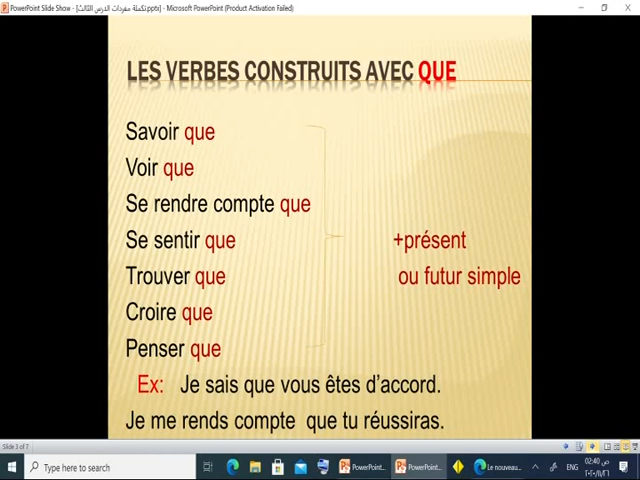 PowerPoint Slide Show - [تكملة مفردات الدرس الثالث.ppts] - Microsoft PowerPoint (Product Activation Failed)
LES VERBES CONSTRUITS AVEC QUE
Savoir que
Voir que
Se rendre compte que
Se sentir que +présent
Trouver que ou futur simple
Croire que
Penser que
Ex: Je sais que vous êtes d'accord.
Je me rends compte que tu réussiras.
Slide 3 of 7
Type here to search
PowerPoint...
PowerPoint...
Le nouveau...
ENG
02:40 ص